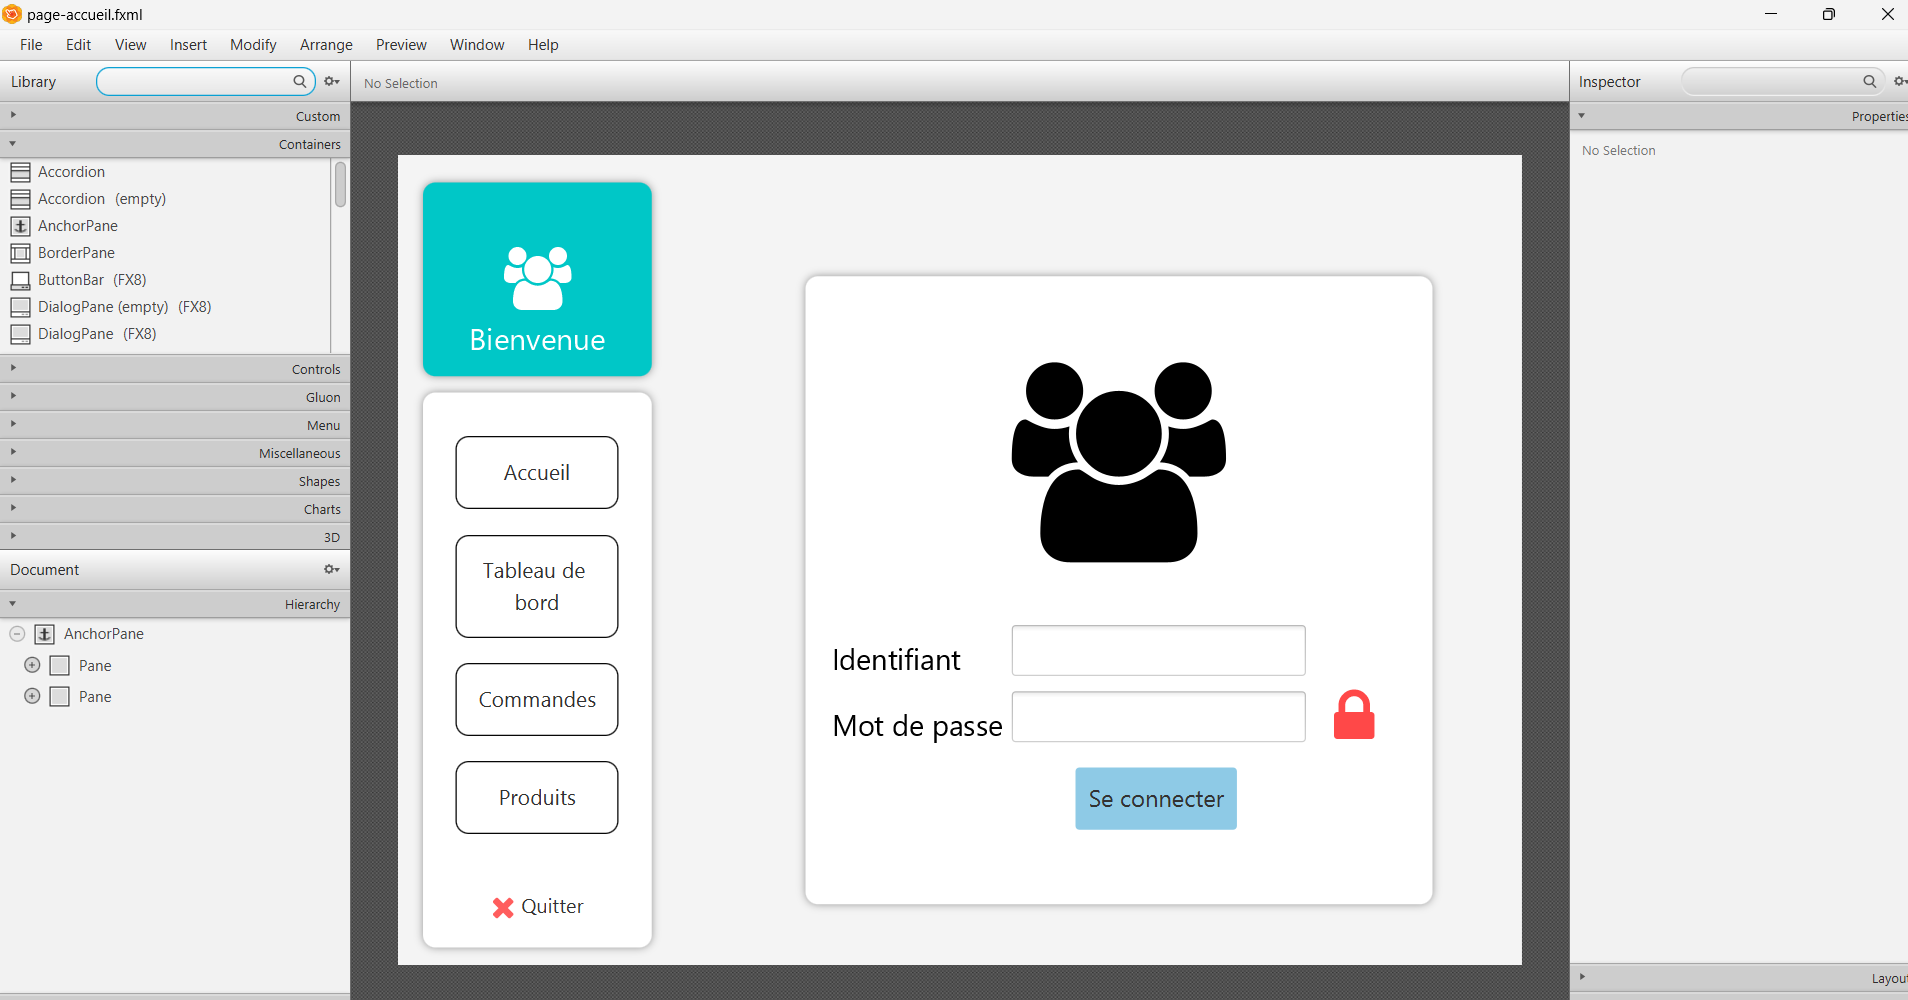 page-accueil.fxml
File Edit View Insert Modify Arrange Preview Window Help
Library
No Selection
Inspector
Custom
Properties
Containers
No Selection
Accordion
Accordion (empty)
AnchorPane
BorderPane
ButtonBar (FX8)
DialogPane (empty) (FX8)
DialogPane (FX8)
Controls
Gluon
Menu
Miscellaneous
Shapes
Charts
3D
Document
Hierarchy
AnchorPane
Pane
Pane
Bienvenue
Accueil
Tableau de
bord
Commandes
Produits
Quitter
Identifiant
Mot de passe
Se connecter
Layout